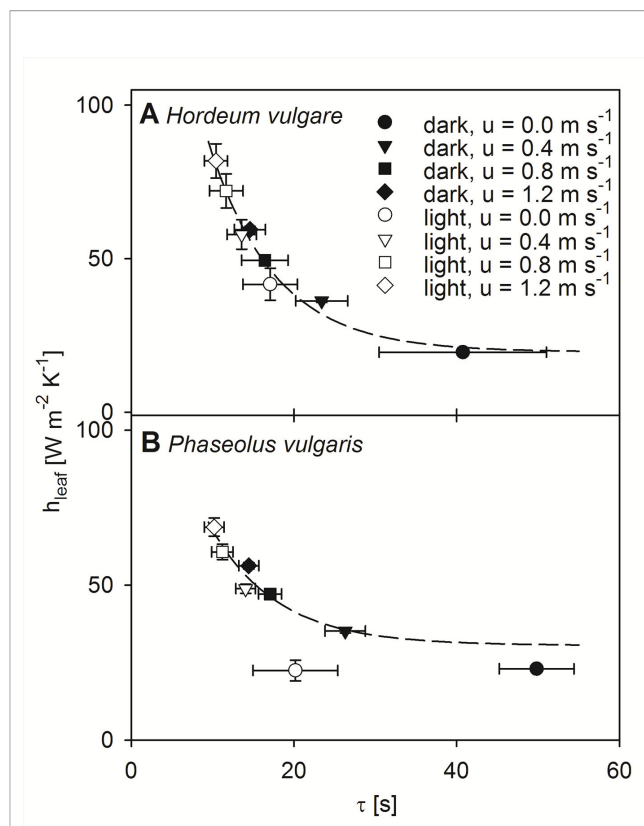 A Hordeum vulgare
dark, u = 0.0 m s⁻¹
dark, u = 0.4 m s⁻¹
dark, u = 0.8 m s⁻¹
dark, u = 1.2 m s⁻¹
light, u = 0.0 m s⁻¹
light, u = 0.4 m s⁻¹
light, u = 0.8 m s⁻¹
light, u = 1.2 m s⁻¹
100
50
0
h_leaf [W m⁻² K⁻¹]
B Phaseolus vulgaris
100
50
0
0 20 40 60
τ [s]